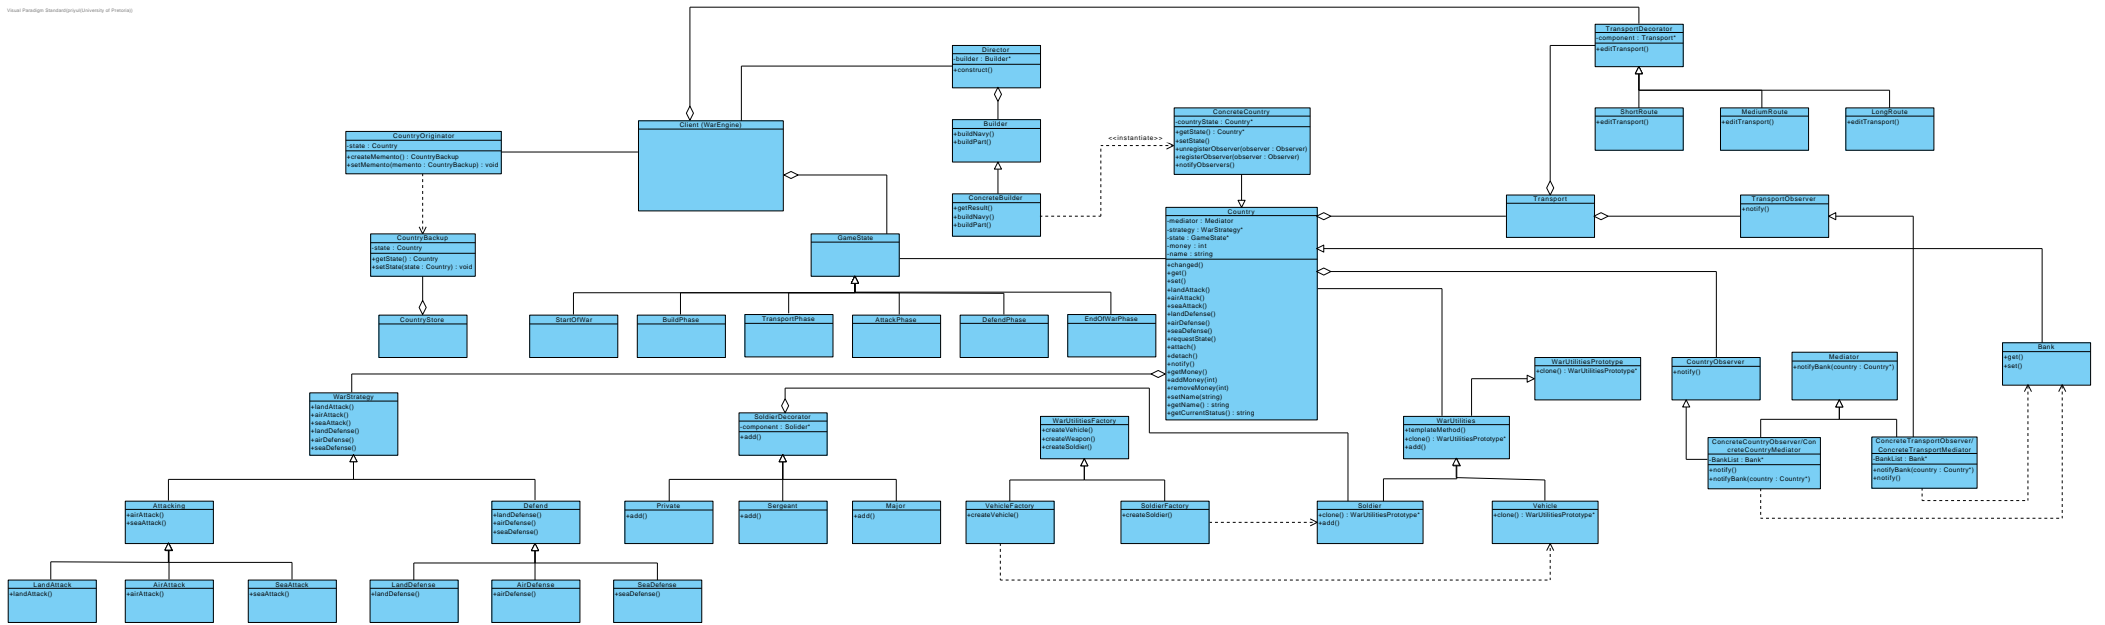 Visual Paradigm Standard(priyul(University of Pretoria))
TransportDecorator
-component : Transport*
+editTransport()
Director
-builder : Builder*
+construct()
ShortRoute
+editTransport()
MediumRoute
+editTransport()
LongRoute
+editTransport()
Client (WarEngine)
Builder
+buildNavy()
+buildPart()
ConcreteCountry
-countryState : Country*
+getState() : Country*
+setState()
+unregisterObserver(observer : Observer)
+registerObserver(observer : Observer)
+notifyObservers()
<<instantiate>>
CountryOriginator
-state : Country
+createMemento() : CountryBackup
+setMemento(memento : CountryBackup) : void
ConcreteBuilder
+getResult()
+buildNavy()
+buildPart()
Transport
TransportObserver
+notify()
Country
-mediator : Mediator
-strategy : WarStrategy*
-state : GameState*
-money : int
-name : string
+changed()
+get()
+set()
+landAttack()
+airAttack()
+seaAttack()
+landDefense()
+airDefense()
+seaDefense()
+requestState()
+attach()
+detach()
+notify()
+getMoney()
+addMoney(int)
+removeMoney(int)
+setName(string)
+getName() : string
+getCurrentStatus() : string
CountryBackup
-state : Country
+getState() : Country
+setState(state : Country) : void
GameState
CountryStore
StartOfWar
BuildPhase
TransportPhase
AttackPhase
DefendPhase
EndOfWarPhase
Bank
+get()
+set()
WarUtilitiesPrototype
+clone() : WarUtilitiesPrototype*
CountryObserver
+notify()
Mediator
+notifyBank(country : Country*)
WarStrategy
+landAttack()
+airAttack()
+seaAttack()
+landDefense()
+airDefense()
+seaDefense()
SoldierDecorator
-component : Solider*
+add()
WarUtilitiesFactory
+createVehicle()
+createWeapon()
+createSoldier()
WarUtilities
+templateMethod()
+clone() : WarUtilitiesPrototype*
+add()
ConcreteCountryObserver/Con
creteCountryMediator
-BankList : Bank*
+notify()
+notifyBank(country : Country*)
ConcreteTransportObserver/
ConcreteTransportMediator
-BankList : Bank*
+notifyBank(country : Country*)
+notify()
Attacking
+airAttack()
+seaAttack()
Defend
+landDefense()
+airDefense()
+seaDefense()
Private
+add()
Sergeant
+add()
Major
+add()
VehicleFactory
+createVehicle()
SoldierFactory
+createSoldier()
Soldier
+clone() : WarUtilitiesPrototype*
+add()
Vehicle
+clone() : WarUtilitiesPrototype*
LandAttack
+landAttack()
AirAttack
+airAttack()
SeaAttack
+seaAttack()
LandDefense
+landDefense()
AirDefense
+airDefense()
SeaDefense
+seaDefense()